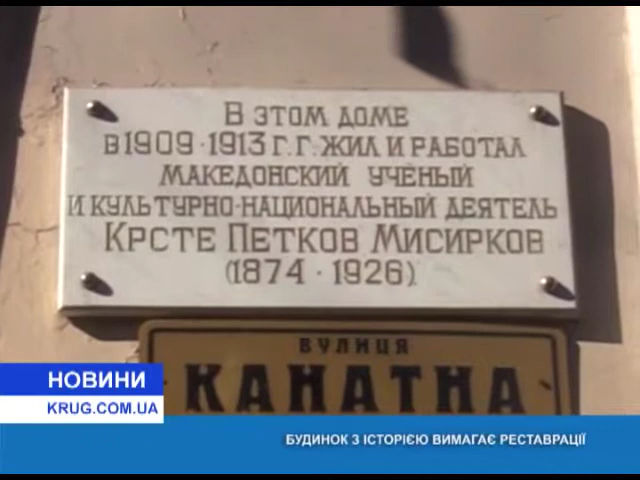 В ЭТОМ ДОМЕ
В 1909 - 1913 Г.Г. ЖИЛ И РАБОТАЛ
МАКЕДОНСКИЙ УЧЁНЫЙ
И КУЛЬТУРНО-НАЦИОНАЛЬНЫЙ ДЕЯТЕЛЬ
КРСТЕ ПЕТКОВ МИСИРКОВ
(1874 - 1926)
ВУЛИЦЯ
КАНАТНА
НОВИНИ
KRUG.COM.UA
БУДИНОК З ІСТОРІЄЮ ВИМАГАЄ РЕСТАВРАЦІЇ